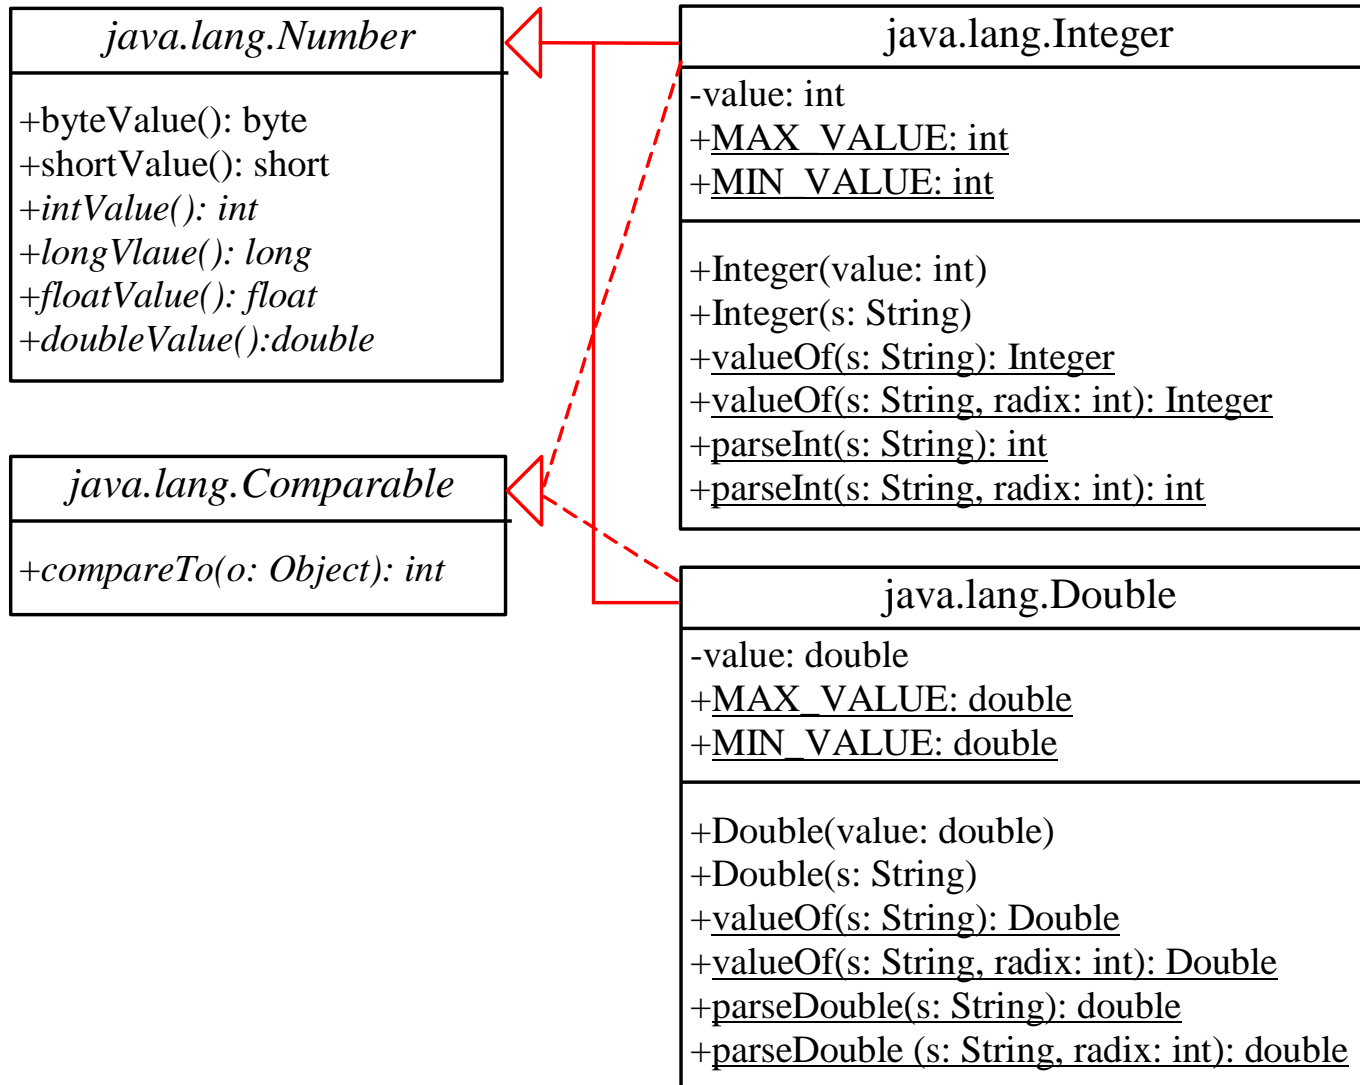 java.lang.Number
+byteValue(): byte
+shortValue(): short
+intValue(): int
+longVlaue(): long
+floatValue(): float
+doubleValue():double
java.lang.Comparable
+compareTo(o: Object): int
java.lang.Integer
-value: int
+MAX_VALUE: int
+MIN_VALUE: int
+Integer(value: int)
+Integer(s: String)
+valueOf(s: String): Integer
+valueOf(s: String, radix: int): Integer
+parseInt(s: String): int
+parseInt(s: String, radix: int): int
java.lang.Double
-value: double
+MAX_VALUE: double
+MIN_VALUE: double
+Double(value: double)
+Double(s: String)
+valueOf(s: String): Double
+valueOf(s: String, radix: int): Double
+parseDouble(s: String): double
+parseDouble (s: String, radix: int): double